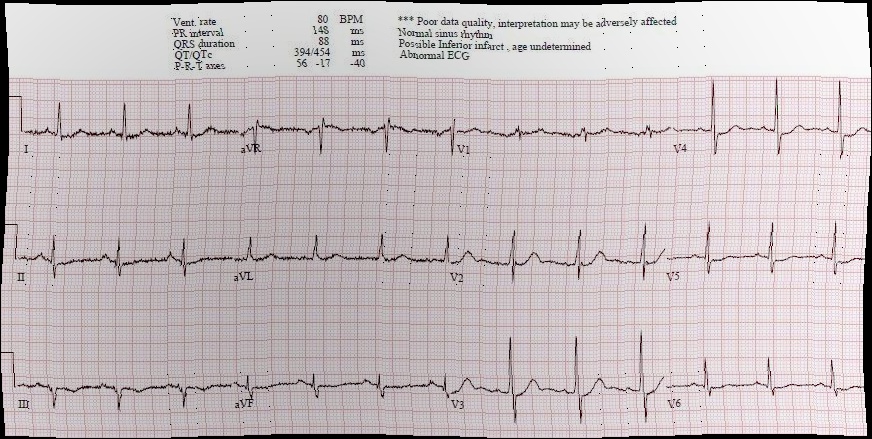 Vent. rate 80 BPM
PR interval 148 ms
QRS duration 88 ms
QT/QTc 394/454 ms
P-R-T axes 56 -17 -40
*** Poor data quality, interpretation may be adversely affected
Normal sinus rhythm
Possible Inferior infarct , age undetermined
Abnormal ECG
I aVR V1 V4
II aVL V2 V5
III aVF V3 V6